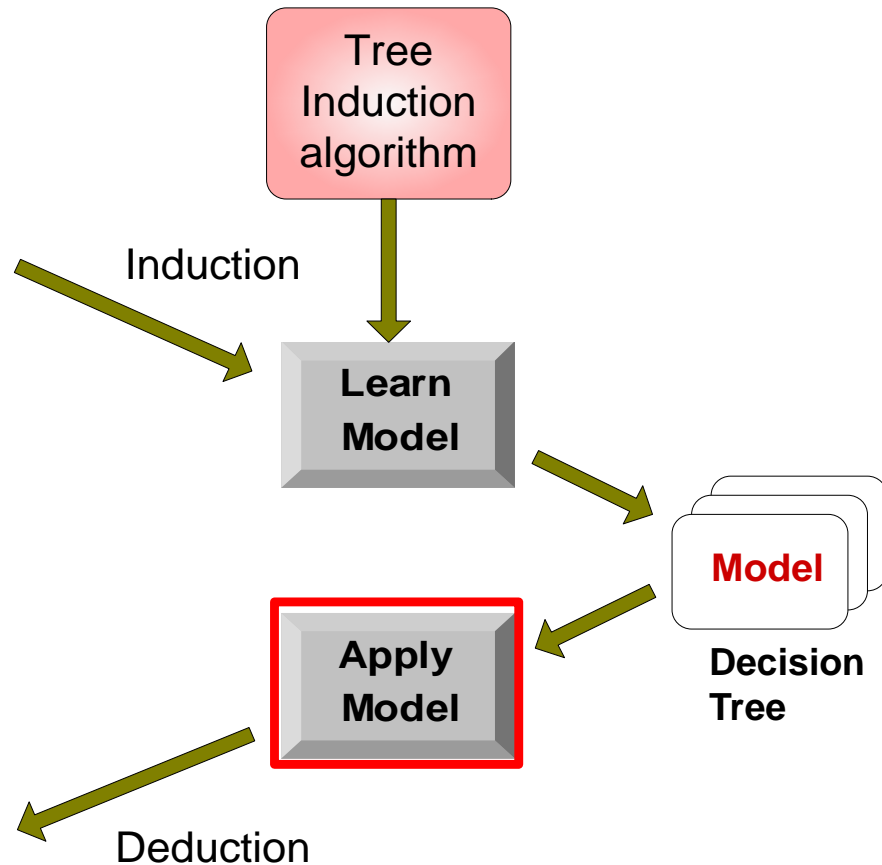 Tree
Induction
algorithm
Induction
Learn
Model
Model
Apply
Model
Decision
Tree
Deduction